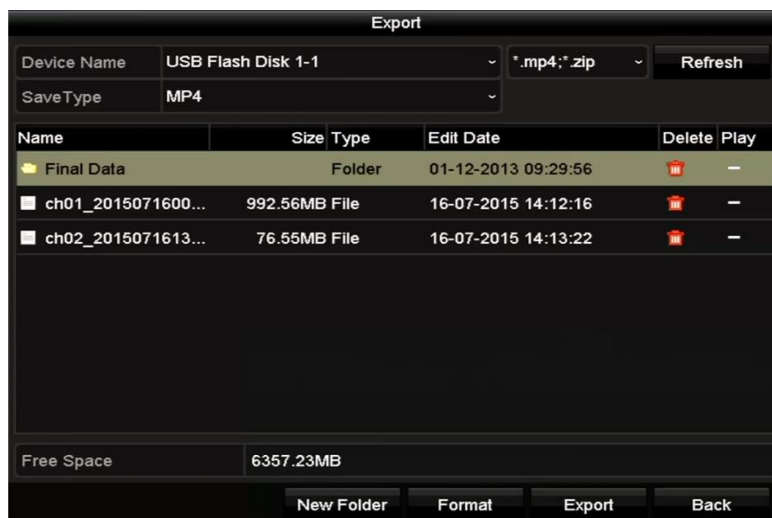 Export
Device Name USB Flash Disk 1-1 *.mp4;*.zip Refresh
SaveType MP4
Name Size Type Edit Date Delete Play
Final Data Folder 01-12-2013 09:29:56
ch01_2015071600... 992.56MB File 16-07-2015 14:12:16
ch02_2015071613... 76.55MB File 16-07-2015 14:13:22
Free Space 6357.23MB
New Folder Format Export Back